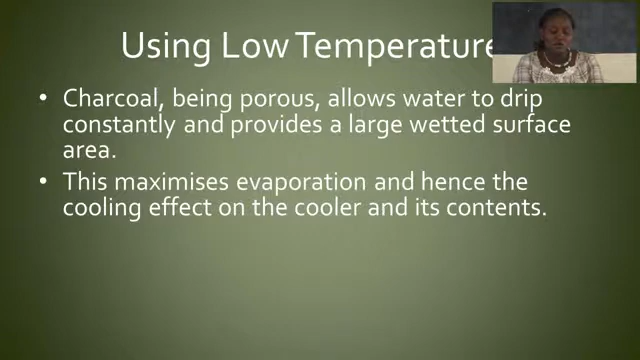 Using Low Temperature
• Charcoal, being porous, allows water to drip
constantly and provides a large wetted surface
area.
• This maximises evaporation and hence the
cooling effect on the cooler and its contents.